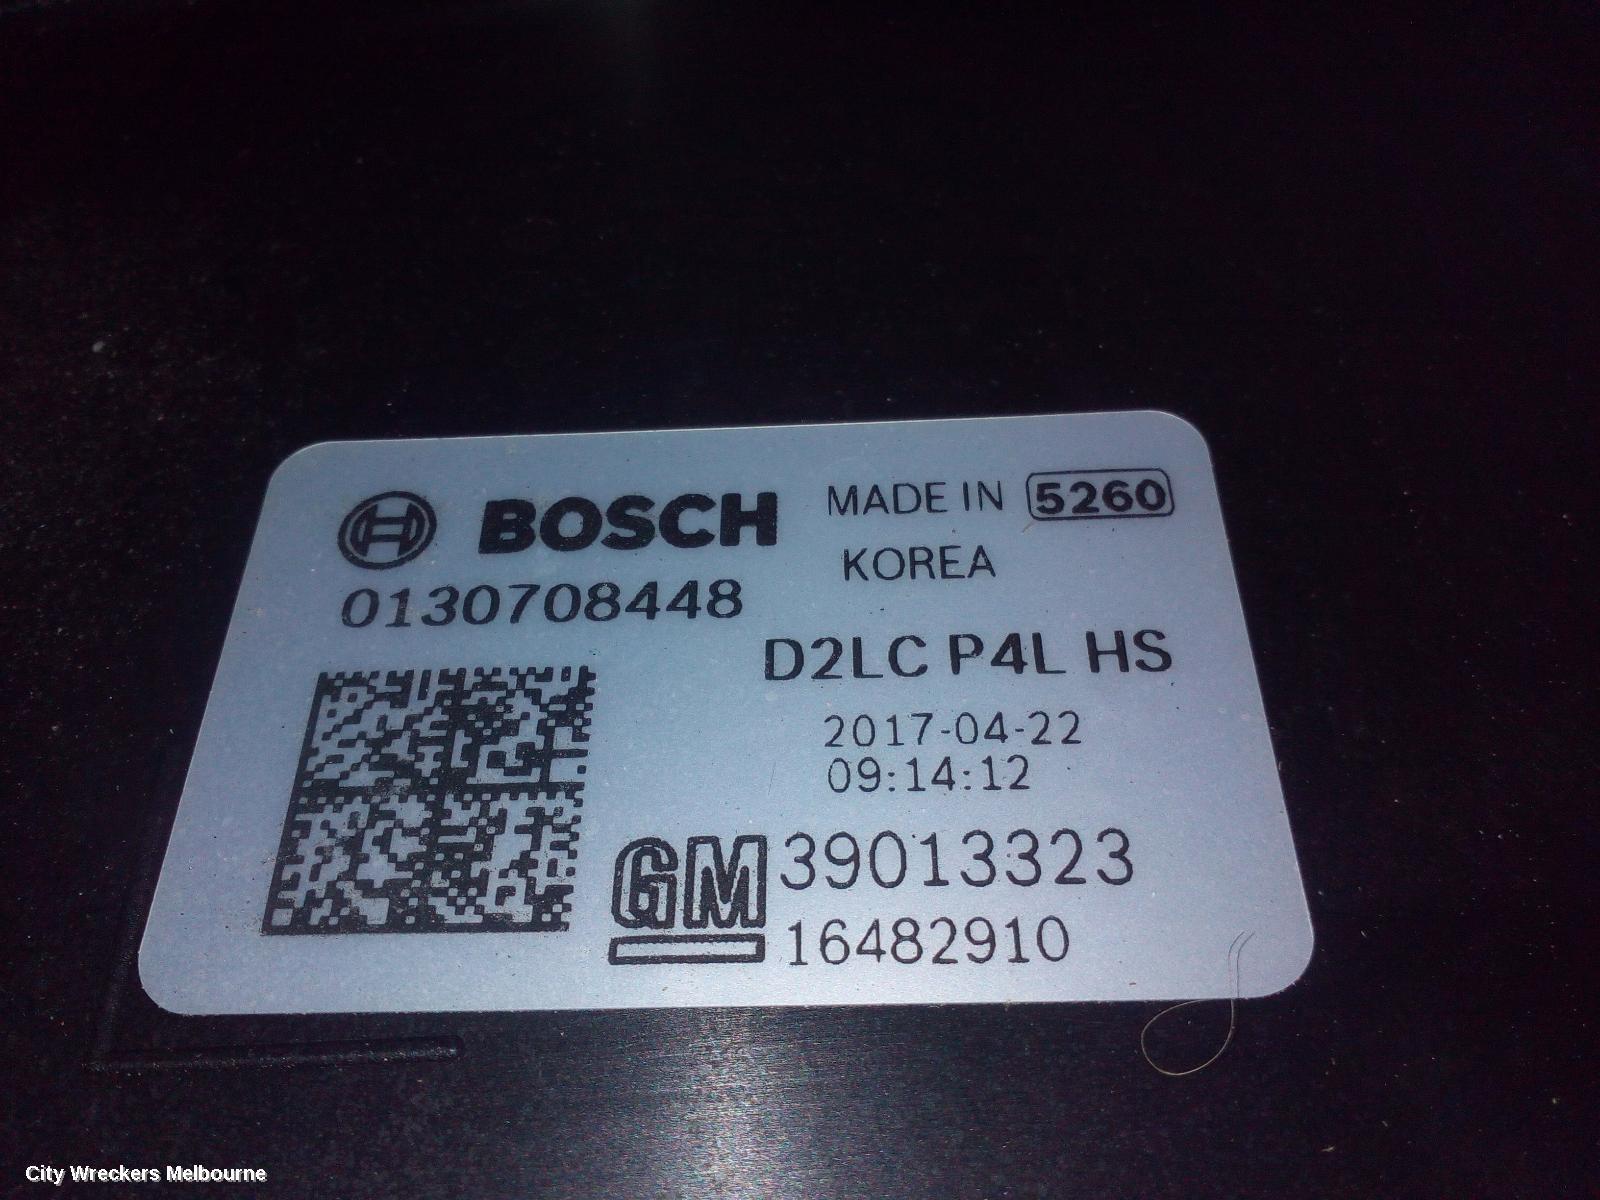 BOSCH MADE IN 5260
KOREA
0130708448
D2LC P4L HS
2017-04-22
09:14:12
GM 39013323
16482910
City Wreckers Melbourne